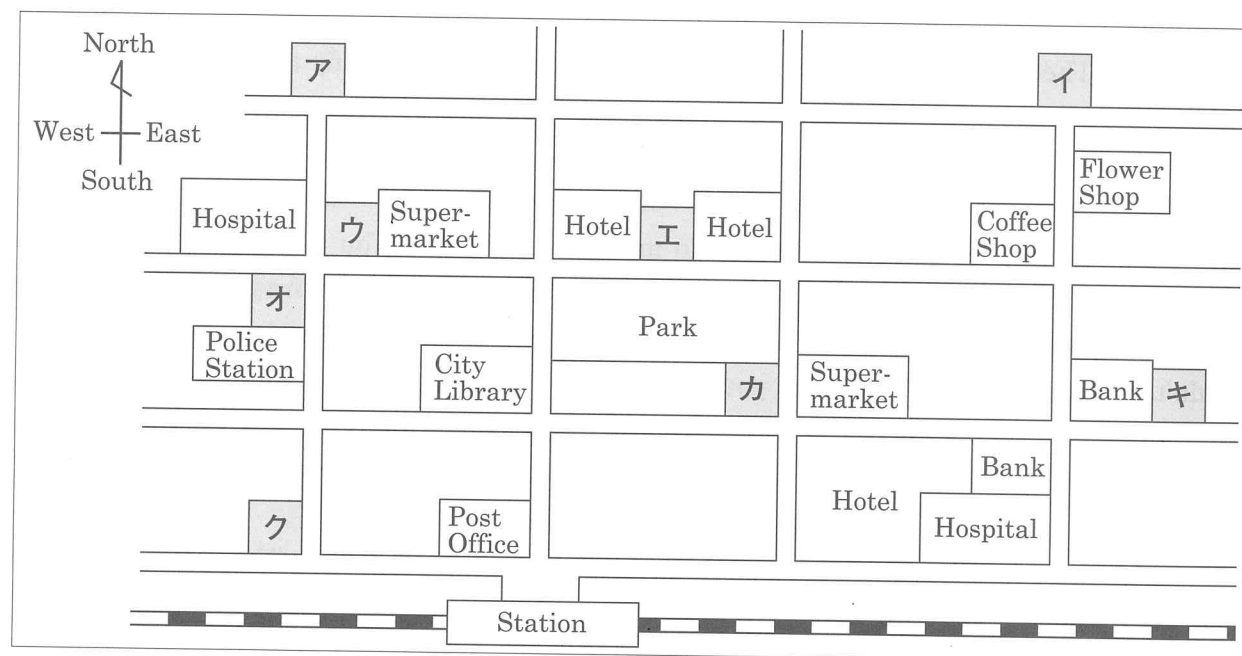 North
West
East
South
ア
イ
Hospital
ウ
Super-
market
Hotel
エ
Hotel
Coffee
Shop
Flower
Shop
オ
Police
Station
City
Library
Park
カ
Super-
market
Bank
キ
ク
Post
Office
Hotel
Bank
Hospital
Station